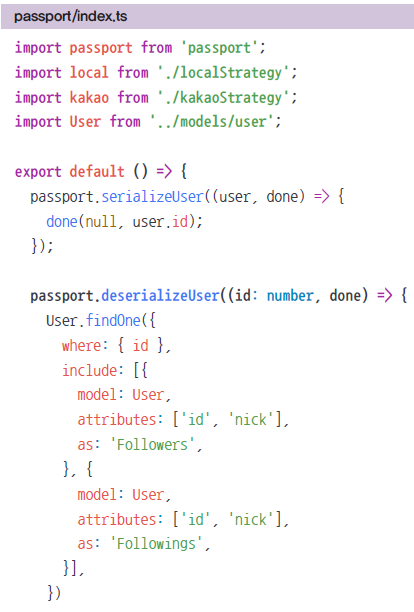 passport/index.ts
import passport from 'passport';
import local from './localStrategy';
import kakao from './kakaoStrategy';
import User from '../models/user';
export default () => {
passport.serializeUser((user, done) => {
done(null, user.id);
});
passport.deserializeUser((id: number, done) => {
User.findOne({
where: { id },
include: [{
model: User,
attributes: ['id', 'nick'],
as: 'Followers',
}, {
model: User,
attributes: ['id', 'nick'],
as: 'Followings',
}],
})